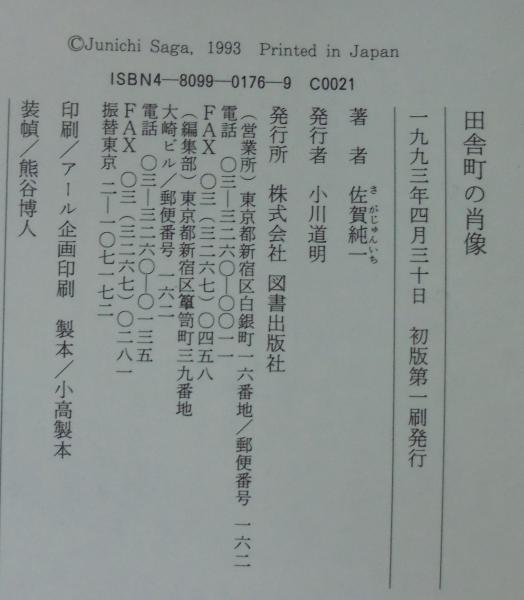 ©Junichi Saga, 1993 Printed in Japan
ISBN4—8099—0176—9 C0021
田舎町の肖像
一九九三年四月三十日 初版第一刷発行
著者 佐賀純一
さがじゅんいち
発行者 小川道明
発行所 株式会社 図書出版社
（営業所）東京都新宿区白銀町一六番地／郵便番号 一六二
電話 〇三—三二六〇—〇〇一一
ＦＡＸ 〇三（三二六七）〇四五八
（編集部）東京都新宿区簞笥町三九番地
大崎ビル／郵便番号 一六二
電話 〇三—三二六〇—〇一三五
ＦＡＸ 〇三（三二六七）〇二八一
振替東京 二—一〇七一七二
印刷／アール企画印刷 製本／小高製本
装幀／熊谷博人